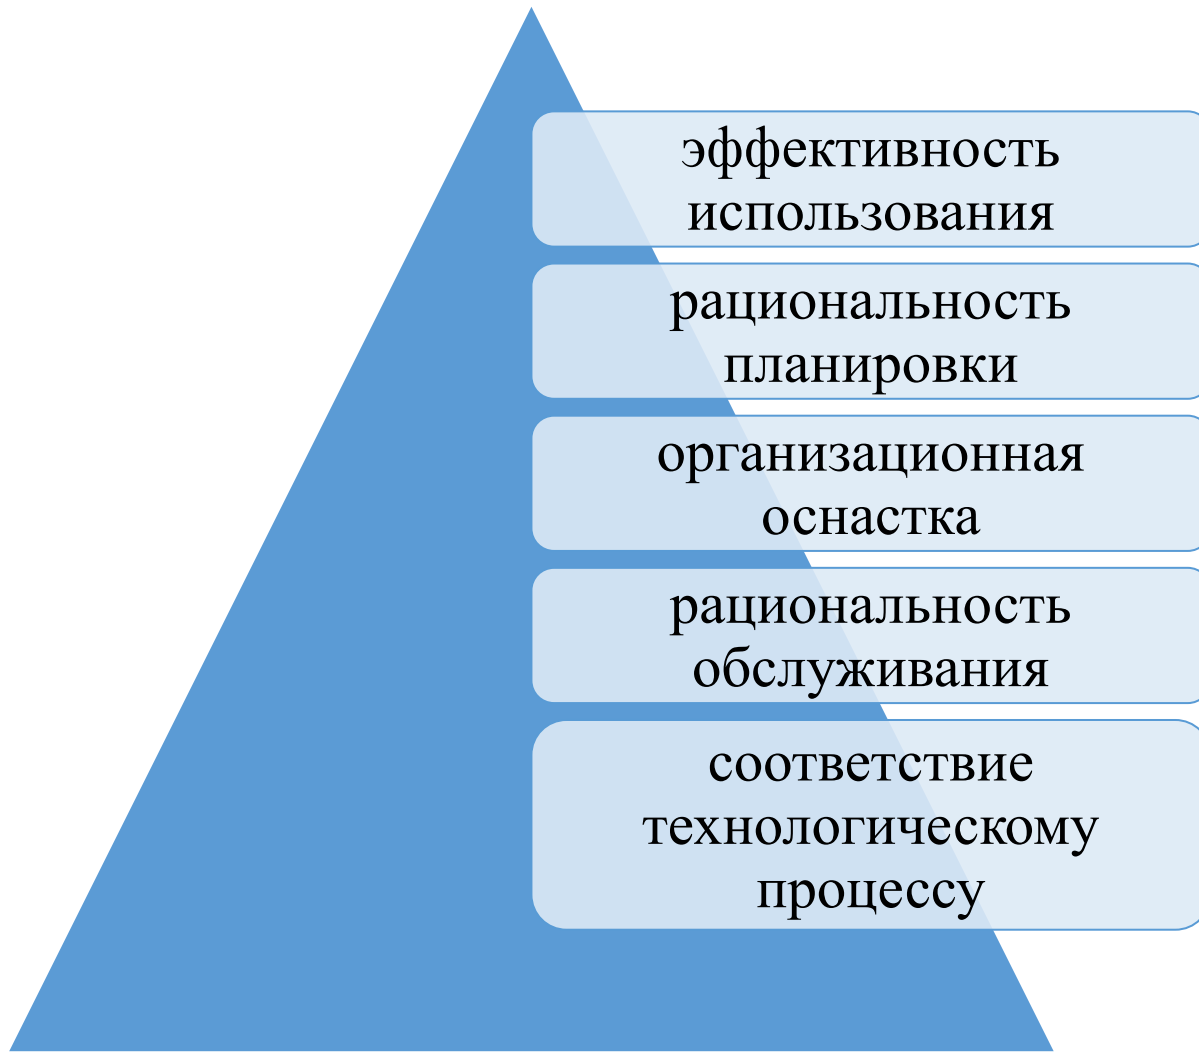 эффективность
использования
рациональность
планировки
организационная
оснастка
рациональность
обслуживания
соответствие
технологическому
процессу